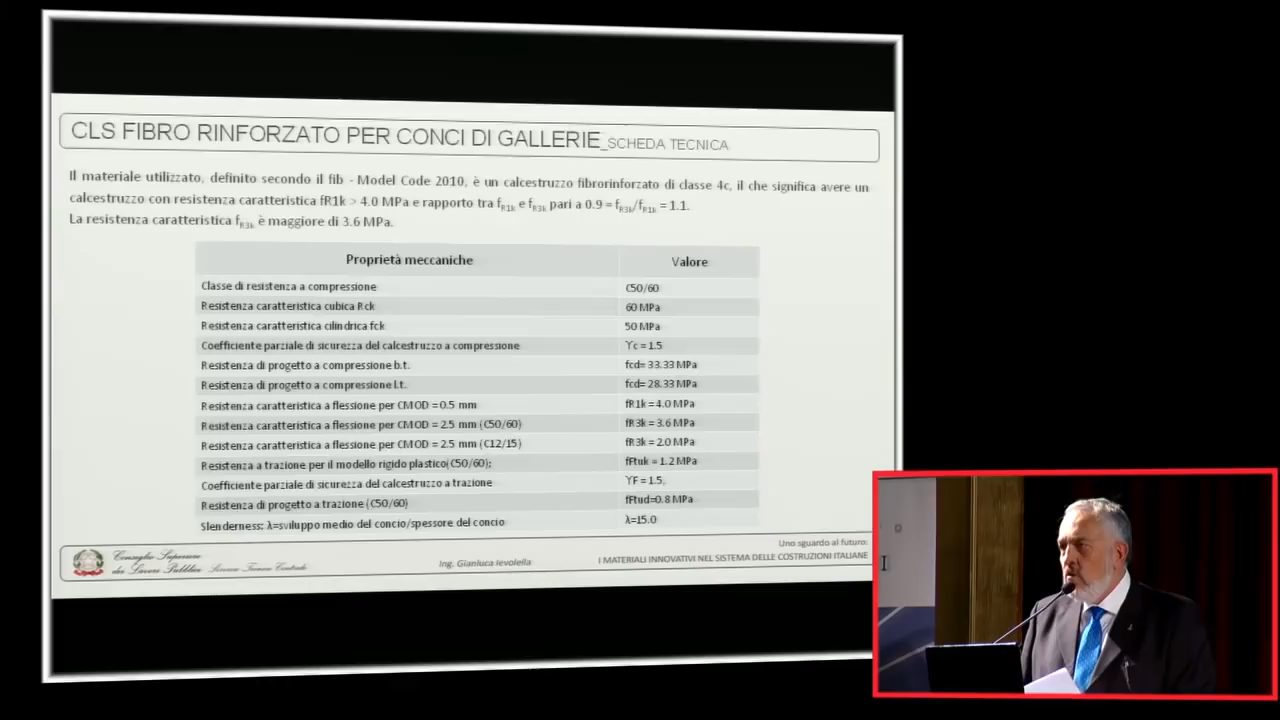 CLS FIBRO RINFORZATO PER CONCI DI GALLERIE_SCHEDA TECNICA
Il materiale utilizzato, definito secondo il fib - Model Code 2010, è un calcestruzzo fibrorinforzato di classe 4c, il che significa avere un
calcestruzzo con resistenza caratteristica fR1k > 4.0 MPa e rapporto tra fR1k e fR3k pari a 0.9 = fR3k/fR1k = 1.1.
La resistenza caratteristica fR3k è maggiore di 3.6 MPa.
Proprietà meccaniche Valore
Classe di resistenza a compressione C50/60
Resistenza caratteristica cubica Rck 60 MPa
Resistenza caratteristica cilindrica fck 50 MPa
Coefficiente parziale di sicurezza del calcestruzzo a compressione ϒc = 1.5
Resistenza di progetto a compressione b.t. fcd= 33.33 MPa
Resistenza di progetto a compressione l.t. fcd= 28.33 MPa
Resistenza caratteristica a flessione per CMOD = 0.5 mm fR1k = 4.0 MPa
Resistenza caratteristica a flessione per CMOD = 2.5 mm (C50/60) fR3k = 3.6 MPa
Resistenza caratteristica a flessione per CMOD = 2.5 mm (C12/15) fR3k = 2.0 MPa
Resistenza a trazione per il modello rigido plastico(C50/60); fFtuk = 1.2 MPa
Coefficiente parziale di sicurezza del calcestruzzo a trazione ϒF = 1.5,
Resistenza di progetto a trazione (C50/60) fFtud=0.8 MPa
Slenderness: λ=sviluppo medio del concio/spessore del concio λ=15.0
Consiglio Superiore
dei Lavori Pubblici Servizio Tecnico Centrale
Ing. Gianluca Ievolella
Uno sguardo al futuro:
I MATERIALI INNOVATIVI NEL SISTEMA DELLE COSTRUZIONI ITALIANE